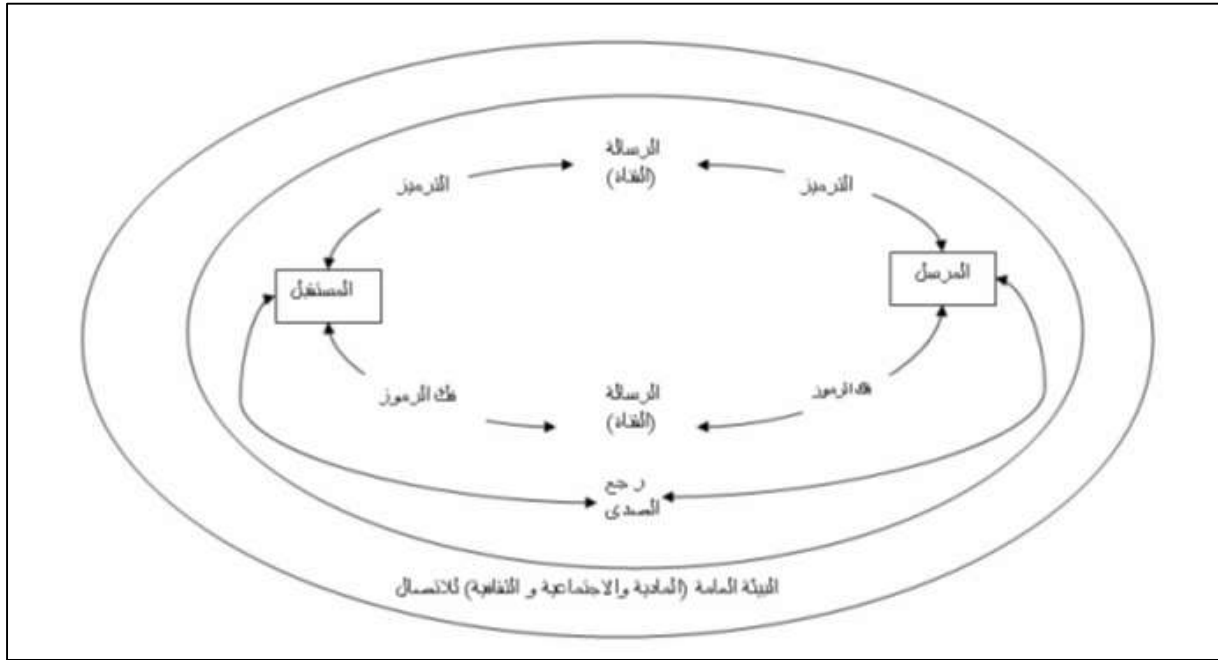 الرسالة
(القناة)
الترميز
الترميز
المرسل
المستقبل
فك الرموز
فك الرموز
الرسالة
(القناة)
رجع
الصدى
البيئة العامة (المادية والاجتماعية و الثقافية) للاتصال